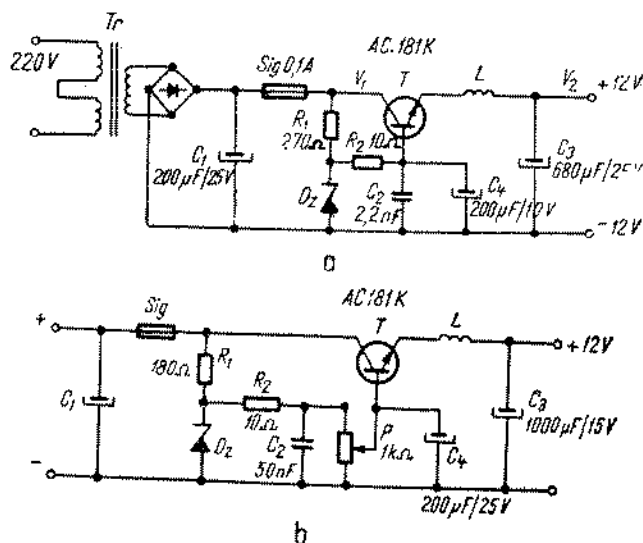 Tr
220V
C1
200µF/25V
Sig 0,1A
V1
R1
270Ω
Dz
R2 10Ω
AC.181K
T
C2
2,2nF
C4
200µF/10V
L
V2
+12V
C3
680µF/25V
-12V
a
+
-
C1
Sig
R1
180Ω
Dz
R2
10Ω
C2
50nF
AC181K
T
P
1kΩ
C4
200µF/25V
L
+12V
C3
1000µF/15V
b